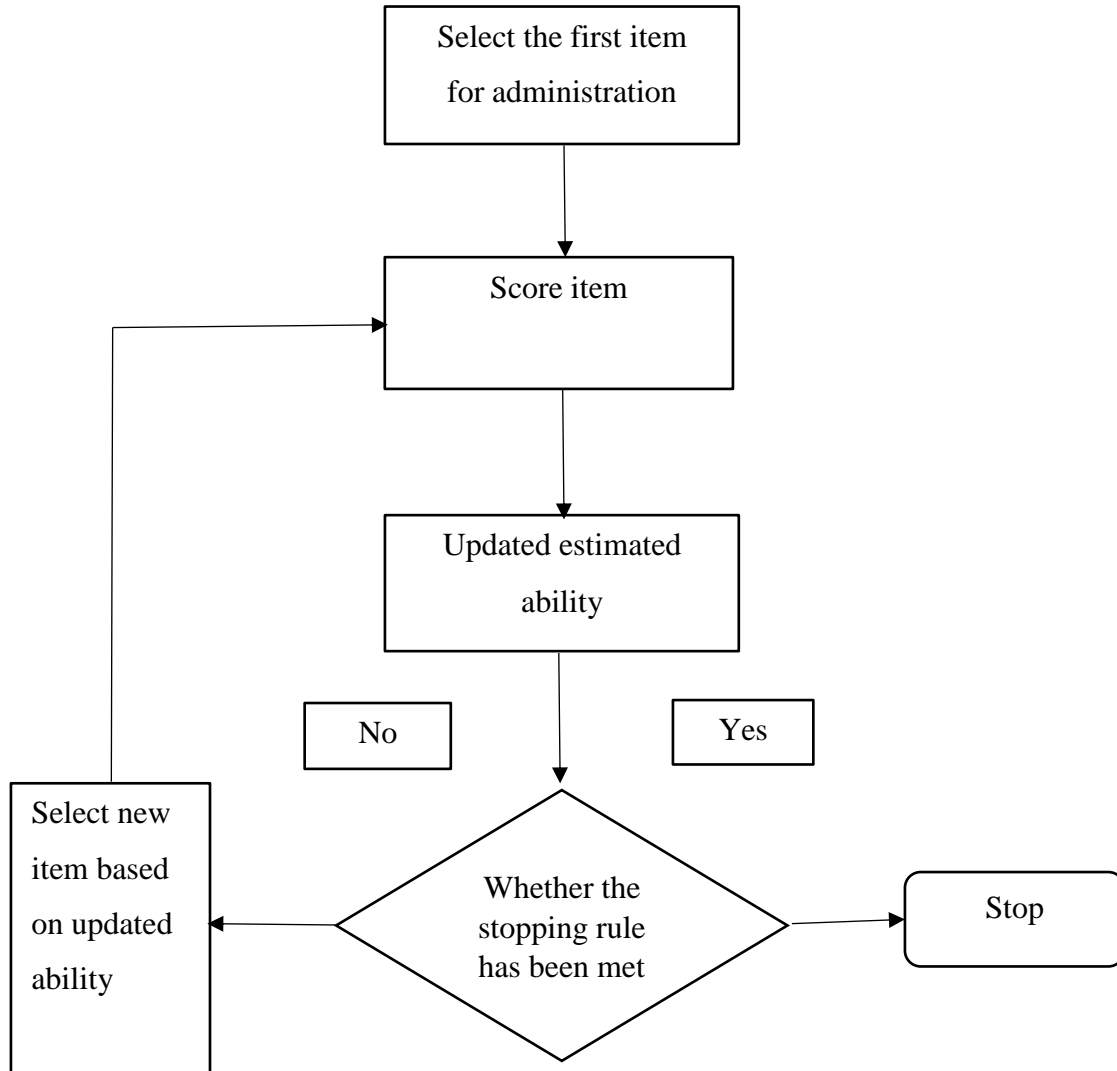 Select the first item
for administration
Score item
Updated estimated
ability
No
Yes
Select new
item based
on updated
ability
Whether the
stopping rule
has been met
Stop